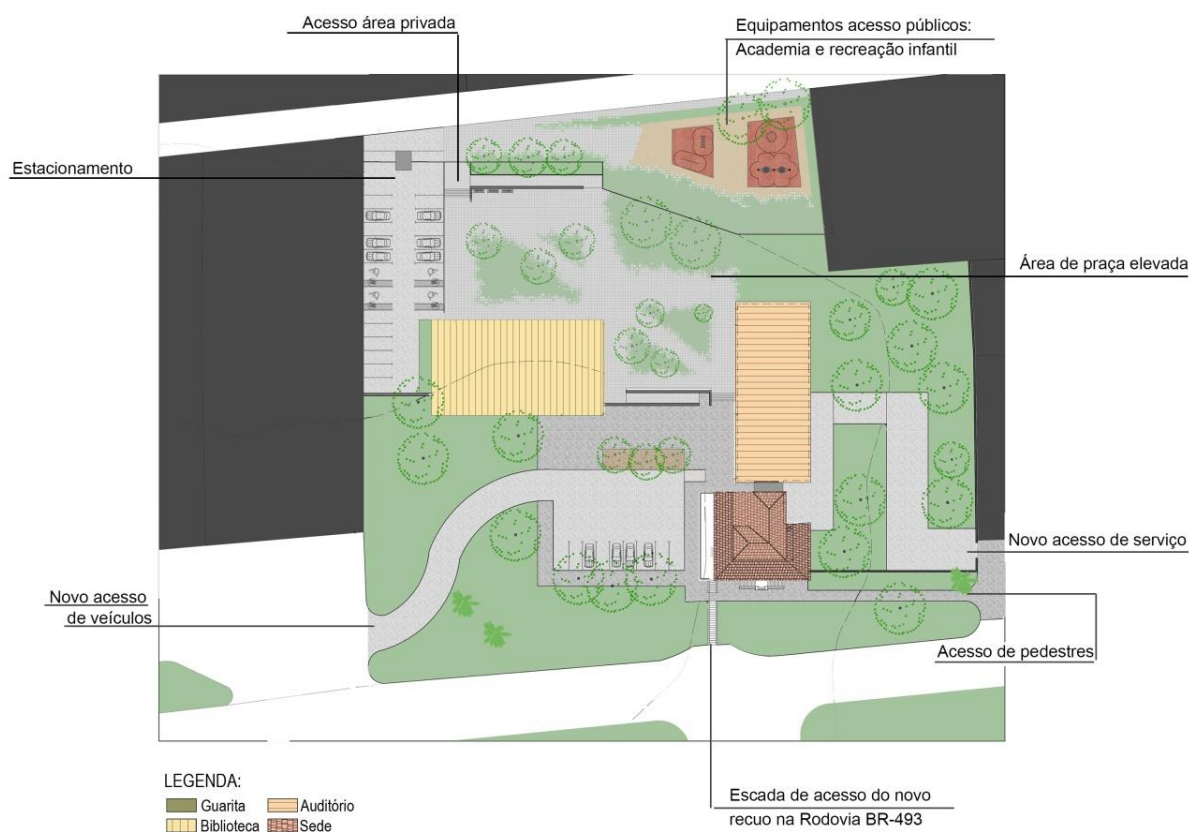 Acesso área privada
Equipamentos acesso públicos:
Academia e recreação infantil
Estacionamento
Área de praça elevada
Novo acesso de serviço
Novo acesso
de veículos
Acesso de pedestres
Escada de acesso do novo
recuo na Rodovia BR-493
LEGENDA:
Guarita
Auditório
Biblioteca
Sede